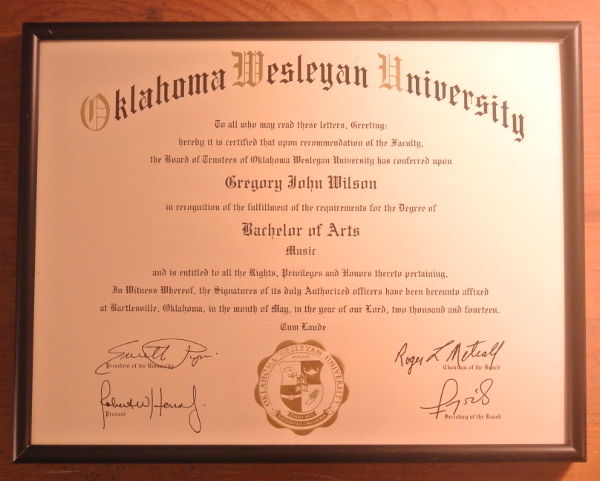 Oklahoma Wesleyan University
To all who may read these letters, Greeting:
hereby it is certified that upon recommendation of the Faculty,
the Board of Trustees of Oklahoma Wesleyan University has conferred upon
Gregory John Wilson
in recognition of the fulfillment of the requirements for the Degree of
Bachelor of Arts
Music
and is entitled to all the Rights, Privileges and Honors thereto pertaining.
In Witness Whereof, the Signatures of its duly Authorized officers have been hereunto affixed
at Bartlesville, Oklahoma, in the month of May, in the year of our Lord, two thousand and fourteen.
Cum Laude
Roger L Metcalf
President of the University
Chairman of the Board
OKLAHOMA WESLEYAN UNIVERSITY
Provost
Secretary of the Board